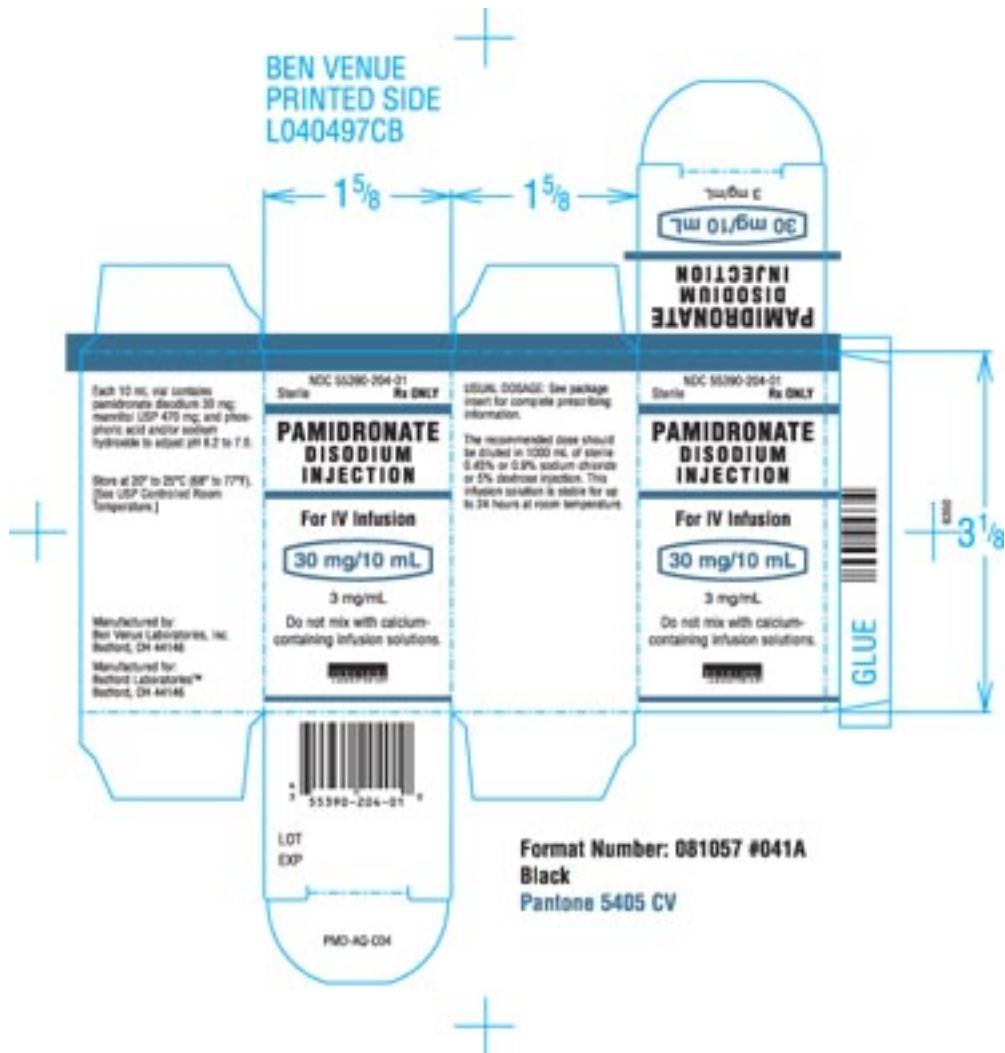 BEN VENUE
PRINTED SIDE
L040497CB
1 5/8
1 5/8
3 mg/mL
30 mg/10 mL
PAMIDRONATE
DISODIUM
INJECTION
Each 10 mL vial contains
pamidronate disodium 30 mg;
mannitol USP 470 mg; and phos-
phoric acid and/or sodium
hydroxide to adjust pH 6.2 to 7.0.
Store at 20° to 25°C (68° to 77°F).
[See USP Controlled Room
Temperature.]
Manufactured by:
Ben Venue Laboratories, Inc.
Bedford, OH 44146
Manufactured for:
Bedford Laboratories™
Bedford, OH 44146
NDC 55390-204-01
Sterile Rx ONLY
PAMIDRONATE
DISODIUM
INJECTION
For IV Infusion
30 mg/10 mL
3 mg/mL
Do not mix with calcium-
containing infusion solutions.
USUAL DOSAGE: See package
insert for complete prescribing
information.
The recommended dose should
be diluted in 1000 mL of sterile
0.45% or 0.9% sodium chloride
or 5% dextrose injection. This
infusion solution is stable for up
to 24 hours at room temperature.
NDC 55390-204-01
Sterile Rx ONLY
PAMIDRONATE
DISODIUM
INJECTION
For IV Infusion
30 mg/10 mL
3 mg/mL
Do not mix with calcium-
containing infusion solutions.
GLUE
3 1/8
55390-204-01
LOT
EXP
PMD-AQ-C04
Format Number: 081057 #041A
Black
Pantone 5405 CV